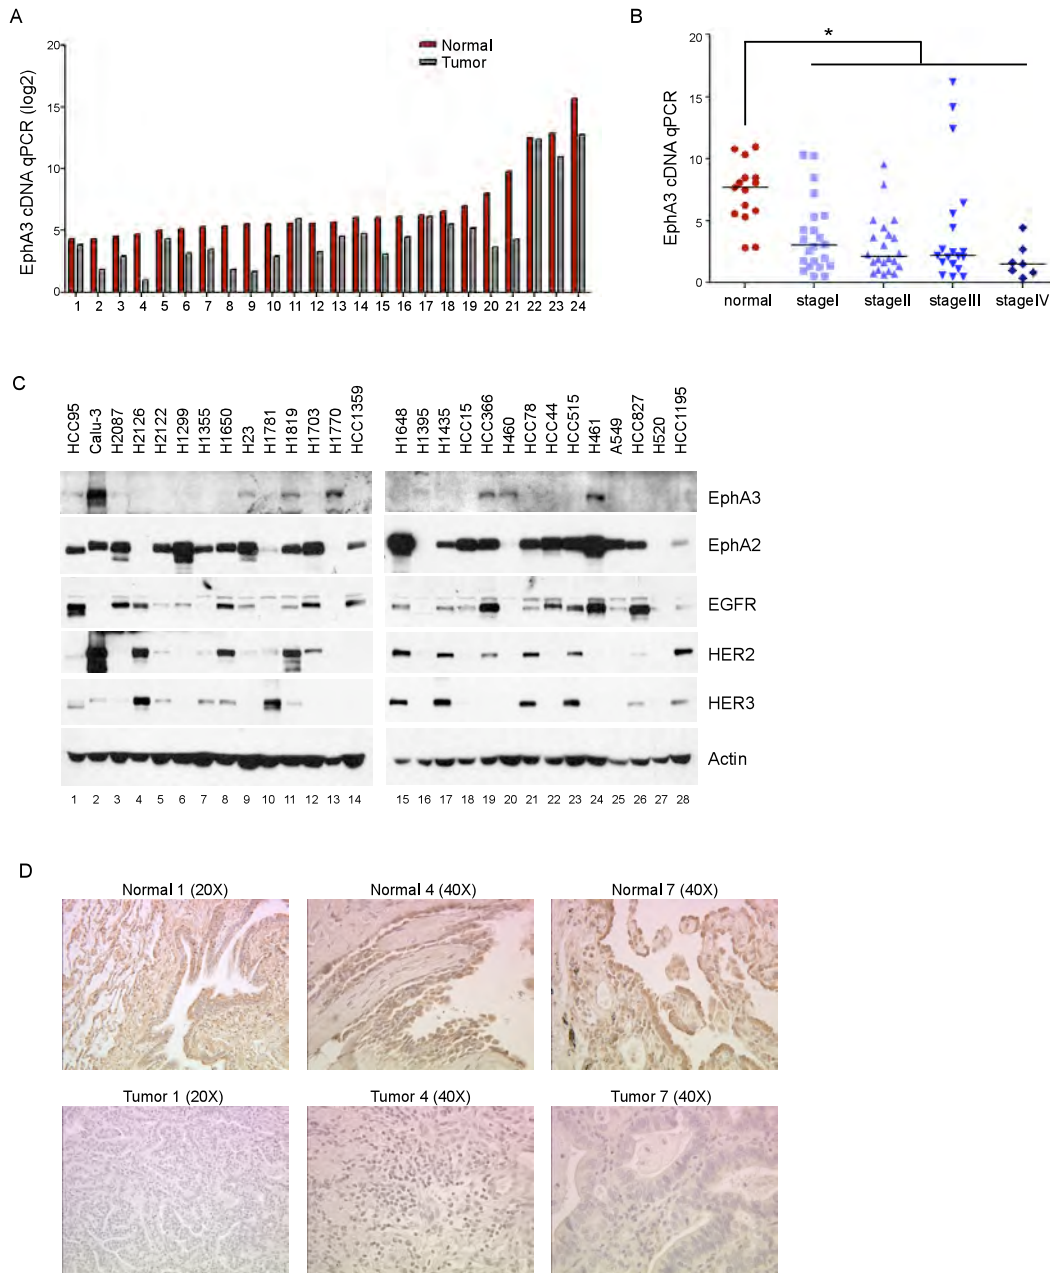 A
EphA3 cDNA qPCR (log2)
20
15
10
5
0
Normal
Tumor
1 2 3 4 5 6 7 8 9 10 11 12 13 14 15 16 17 18 19 20 21 22 23 24
B
EphA3 cDNA qPCR
20
15
10
5
0
*
normal stageI stageII stageIII stageIV
C
HCC95 Calu-3 H2087 H2126 H2122 H1299 H1355 H1650 H23 H1781 H1819 H1703 H1770 HCC1359
H1648 H1395 H1435 HCC15 HCC366 H460 HCC78 HCC44 HCC515 H461 A549 HCC827 H520 HCC1195
EphA3
EphA2
EGFR
HER2
HER3
Actin
1 2 3 4 5 6 7 8 9 10 11 12 13 14
15 16 17 18 19 20 21 22 23 24 25 26 27 28
D
Normal 1 (20X) Normal 4 (40X) Normal 7 (40X)
Tumor 1 (20X) Tumor 4 (40X) Tumor 7 (40X)